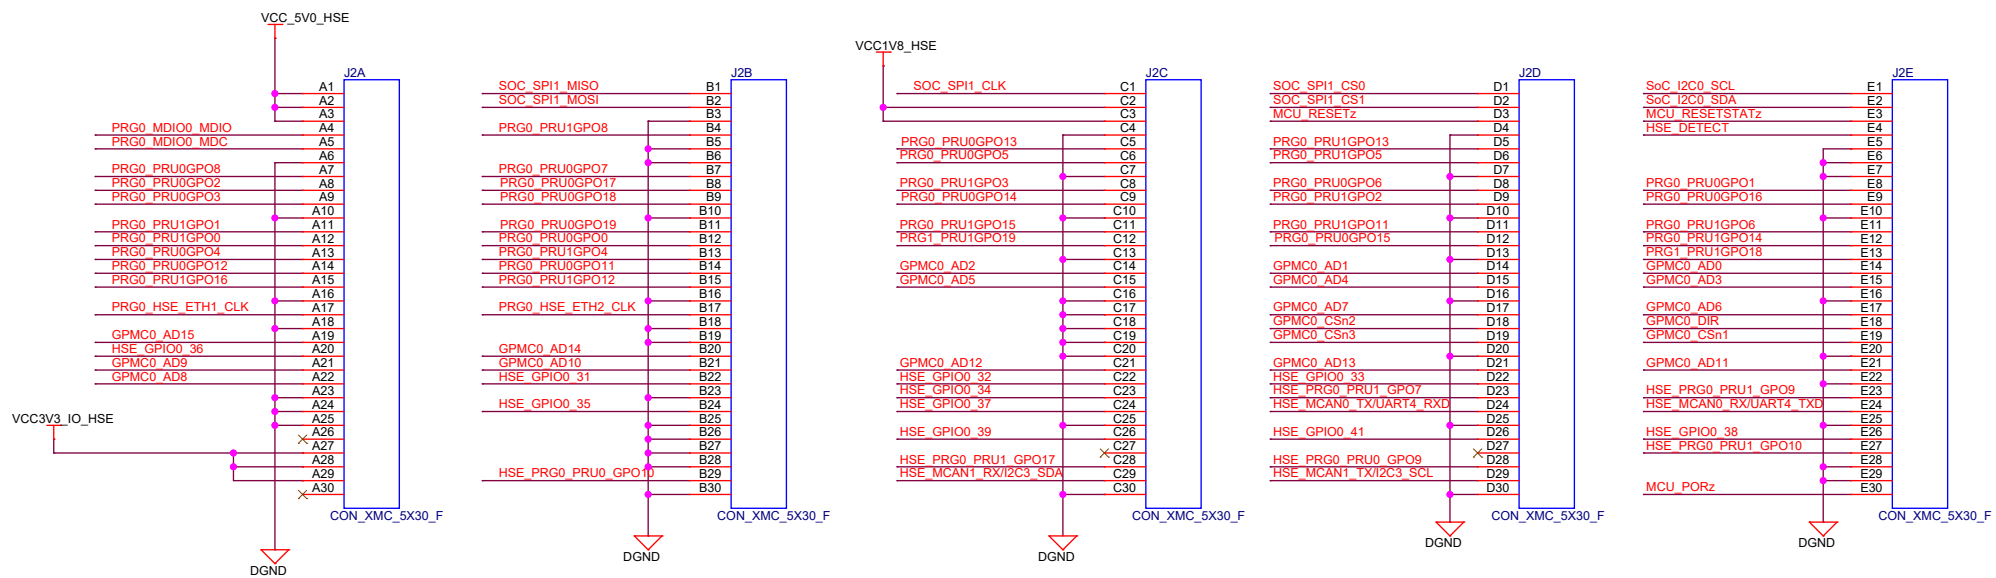 VCC_5V0_HSE
J2A
A1
A2
A3
PRG0_MDIO0_MDIO A4
PRG0_MDIO0_MDC A5
A6
PRG0_PRU0GPO8 A7
PRG0_PRU0GPO2 A8
PRG0_PRU0GPO3 A9
A10
PRG0_PRU1GPO1 A11
PRG0_PRU1GPO0 A12
PRG0_PRU0GPO4 A13
PRG0_PRU0GPO12 A14
PRG0_PRU1GPO16 A15
A16
PRG0_HSE_ETH1_CLK A17
A18
GPMC0_AD15 A19
HSE_GPIO0_36 A20
GPMC0_AD9 A21
GPMC0_AD8 A22
A23
A24
VCC3V3_IO_HSE A25
A26
A27
A28
A29
A30
CON_XMC_5X30_F
DGND
J2B
SOC_SPI1_MISO B1
SOC_SPI1_MOSI B2
B3
PRG0_PRU1GPO8 B4
B5
B6
PRG0_PRU0GPO7 B7
PRG0_PRU0GPO17 B8
PRG0_PRU0GPO18 B9
B10
PRG0_PRU0GPO19 B11
PRG0_PRU0GPO0 B12
PRG0_PRU1GPO4 B13
PRG0_PRU0GPO11 B14
PRG0_PRU1GPO12 B15
B16
PRG0_HSE_ETH2_CLK B17
B18
B19
GPMC0_AD14 B20
GPMC0_AD10 B21
HSE_GPIO0_31 B22
B23
HSE_GPIO0_35 B24
B25
B26
B27
B28
HSE_PRG0_PRU0_GPO10 B29
B30
CON_XMC_5X30_F
DGND
VCC1V8_HSE
J2C
SOC_SPI1_CLK C1
C2
C3
C4
PRG0_PRU0GPO13 C5
PRG0_PRU0GPO5 C6
C7
PRG0_PRU1GPO3 C8
PRG0_PRU0GPO14 C9
C10
PRG0_PRU1GPO15 C11
PRG1_PRU1GPO19 C12
C13
GPMC0_AD2 C14
GPMC0_AD5 C15
C16
C17
C18
C19
C20
GPMC0_AD12 C21
HSE_GPIO0_32 C22
HSE_GPIO0_34 C23
HSE_GPIO0_37 C24
C25
HSE_GPIO0_39 C26
C27
HSE_PRG0_PRU1_GPO17 C28
HSE_MCAN1_RX/I2C3_SDA C29
C30
CON_XMC_5X30_F
DGND
J2D
SOC_SPI1_CS0 D1
SOC_SPI1_CS1 D2
MCU_RESETz D3
D4
PRG0_PRU1GPO13 D5
PRG0_PRU1GPO5 D6
D7
PRG0_PRU0GPO6 D8
PRG0_PRU1GPO2 D9
D10
PRG0_PRU1GPO11 D11
PRG0_PRU0GPO15 D12
D13
GPMC0_AD1 D14
GPMC0_AD4 D15
D16
GPMC0_AD7 D17
GPMC0_CSn2 D18
GPMC0_CSn3 D19
D20
GPMC0_AD13 D21
HSE_GPIO0_33 D22
HSE_PRG0_PRU1_GPO7 D23
HSE_MCAN0_TX/UART4_RXD D24
D25
HSE_GPIO0_41 D26
D27
HSE_PRG0_PRU0_GPO9 D28
HSE_MCAN1_TX/I2C3_SCL D29
D30
CON_XMC_5X30_F
DGND
J2E
SoC_I2C0_SCL E1
SoC_I2C0_SDA E2
MCU_RESETSTATz E3
HSE_DETECT E4
E5
E6
E7
PRG0_PRU0GPO1 E8
PRG0_PRU0GPO16 E9
E10
PRG0_PRU1GPO6 E11
PRG0_PRU1GPO14 E12
PRG1_PRU1GPO18 E13
GPMC0_AD0 E14
GPMC0_AD3 E15
E16
GPMC0_AD6 E17
GPMC0_DIR E18
GPMC0_CSn1 E19
E20
GPMC0_AD11 E21
E22
HSE_PRG0_PRU1_GPO9 E23
HSE_MCAN0_RX/UART4_TXD E24
E25
HSE_GPIO0_38 E26
HSE_PRG0_PRU1_GPO10 E27
E28
E29
MCU_PORz E30
CON_XMC_5X30_F
DGND